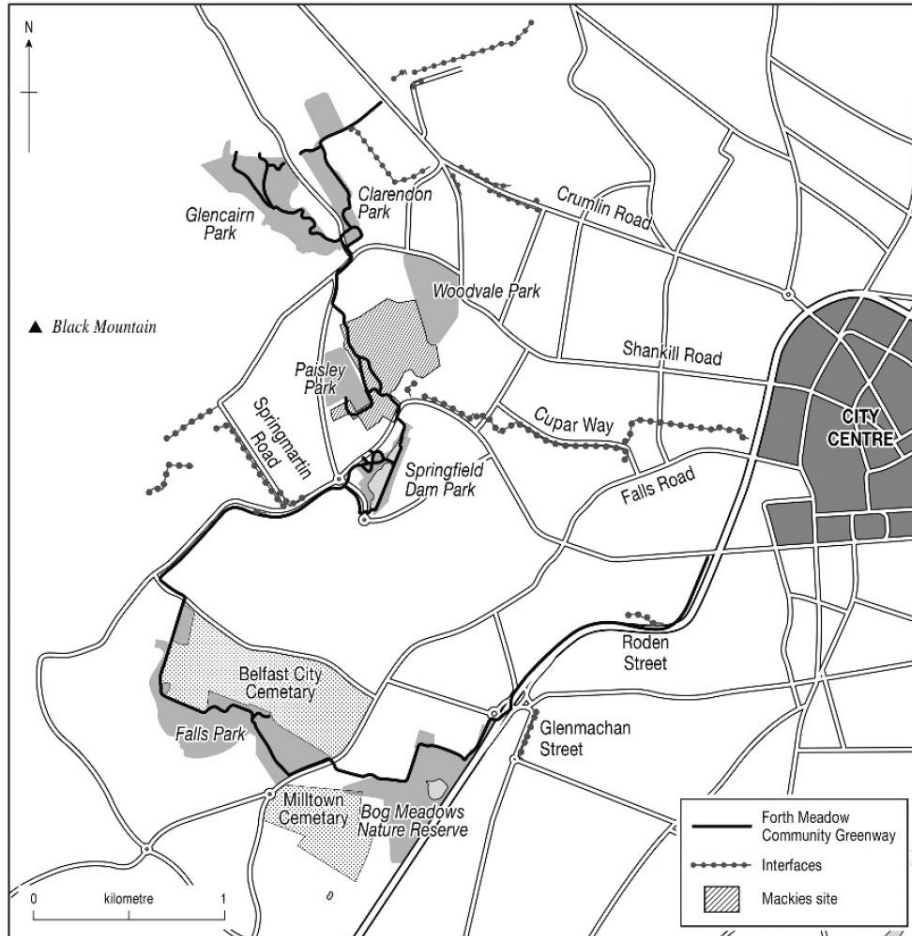 N
Clarendon
Park
Glencairn
Park
Crumlin Road
Woodvale Park
Black Mountain
Shankill Road
Paisley
Park
Springmartin
Road
Cupar Way
CITY
CENTRE
Springfield
Dam Park
Falls Road
Roden
Street
Belfast City
Cemetary
Falls Park
Glenmachan
Street
Milltown
Cemetary
Bog Meadows
Nature Reserve
Forth Meadow
Community Greenway
Interfaces
Mackies site
0 kilometre 1